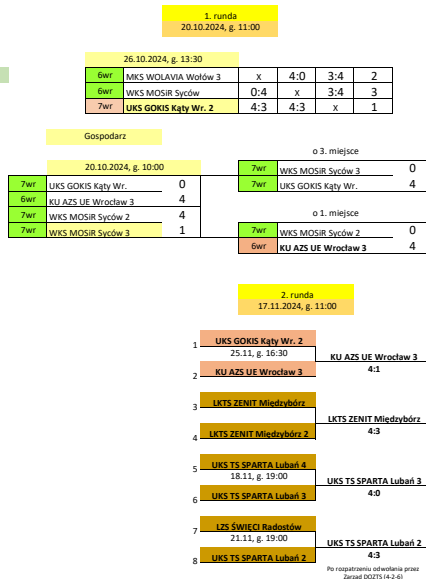 1. runda
20.10.2024, g. 11:00
26.10.2024, g. 13:30
6wr MKS WOLAVIA Wołów 3 x 4:0 3:4 2
6wr WKS MOSiR Syców 0:4 x 3:4 3
7wr UKS GOKIS Kąty Wr. 2 4:3 4:3 x 1
Gospodarz
20.10.2024, g. 10:00
7wr UKS GOKIS Kąty Wr. 0
6wr KU AZS UE Wrocław 3 4
7wr WKS MOSiR Syców 2 4
7wr WKS MOSiR Syców 3 1
o 3. miejsce
7wr WKS MOSiR Syców 3 0
7wr UKS GOKIS Kąty Wr. 4
o 1. miejsce
7wr WKS MOSiR Syców 2 0
6wr KU AZS UE Wrocław 3 4
2. runda
17.11.2024, g. 11:00
1 UKS GOKIS Kąty Wr. 2
25.11, g. 16:30
2 KU AZS UE Wrocław 3
KU AZS UE Wrocław 3
4:1
3 LKTS ZENIT Międzybórz
4 LKTS ZENIT Międzybórz 2
LKTS ZENIT Międzybórz
4:3
5 UKS TS SPARTA Lubań 4
18.11, g. 19:00
6 UKS TS SPARTA Lubań 3
UKS TS SPARTA Lubań 3
4:0
7 LZS ŚWIĘCI Radostów
21.11, g. 19:00
8 UKS TS SPARTA Lubań 2
UKS TS SPARTA Lubań 2
4:3
Po rozpatrzeniu odwołania przez
Zarząd DOZTS (4-2-6)